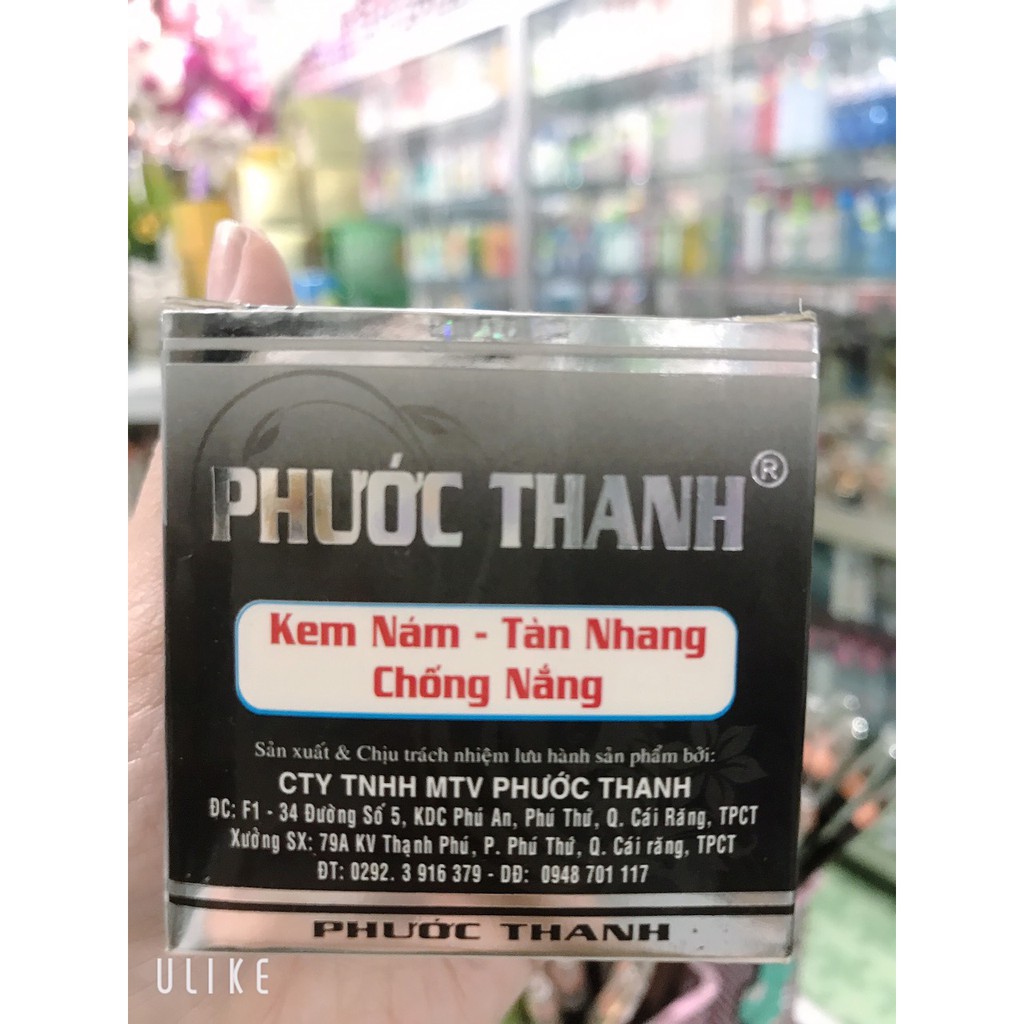 PHƯỚC THANH®
Kem Nám - Tàn Nhang
Chống Nắng
Sản xuất & Chịu trách nhiệm lưu hành sản phẩm bởi:
CTY TNHH MTV PHƯỚC THANH
ĐC: F1 - 34 Đường Số 5, KDC Phú An, Phú Thứ, Q. Cái Răng, TPCT
Xưởng SX: 79A KV Thạnh Phú, P. Phú Thứ, Q. Cái răng, TPCT
ĐT: 0292. 3 916 379 - DĐ: 0948 701 117
PHƯỚC THANH
ULIKE